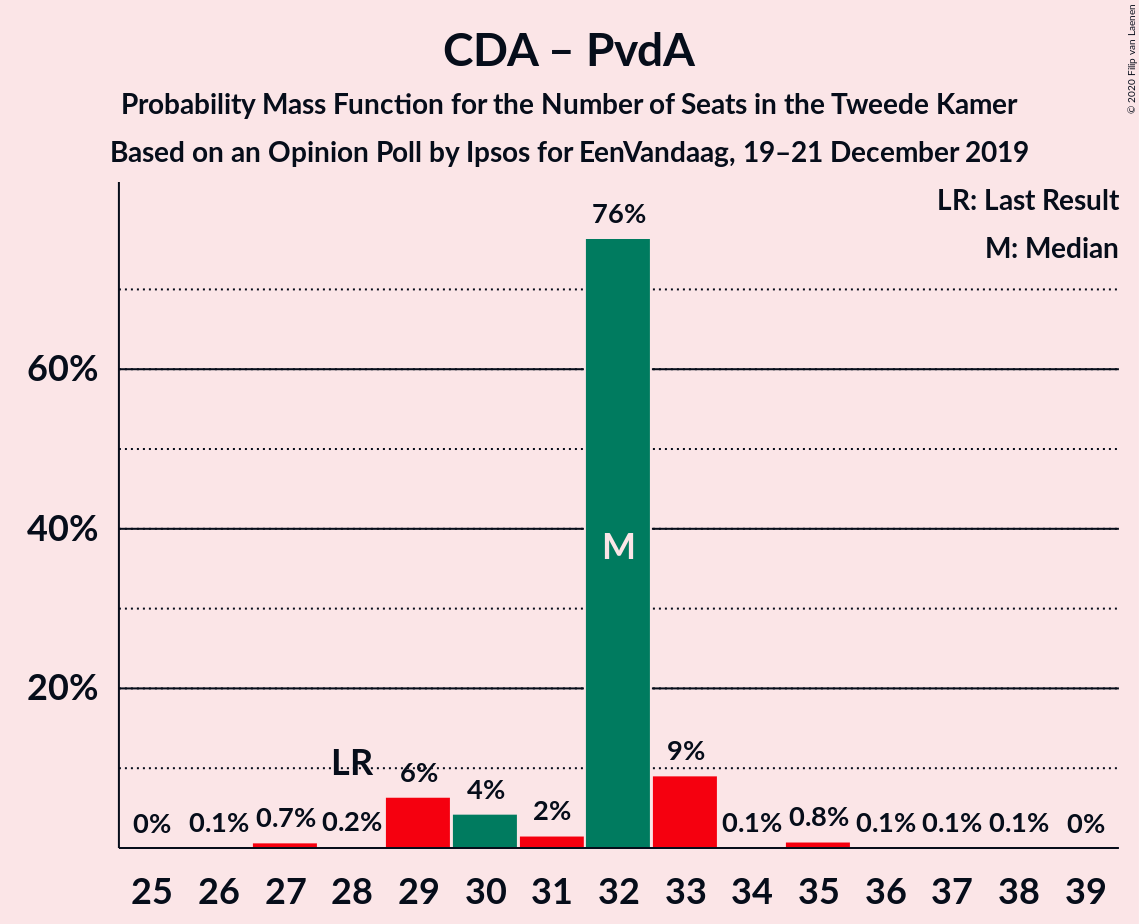 CDA – PvdA
Probability Mass Function for the Number of Seats in the Tweede Kamer
Based on an Opinion Poll by Ipsos for EenVandaag, 19–21 December 2019
© 2020 Filip van Laenen
LR: Last Result
M: Median
76%
60%
40%
M
20%
LR
0% 0.1% 0.7% 0.2% 6% 4% 2% 9% 0.1% 0.8% 0.1% 0.1% 0.1% 0%
25 26 27 28 29 30 31 32 33 34 35 36 37 38 39